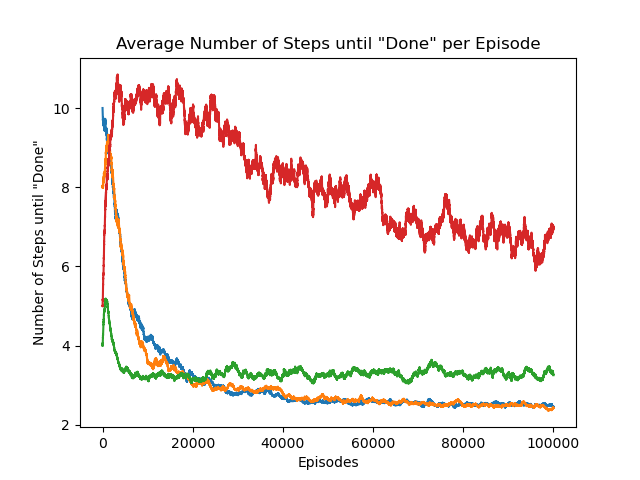 Average Number of Steps until "Done" per Episode
Number of Steps until "Done"
10
8
6
4
2
0 20000 40000 60000 80000 100000
Episodes